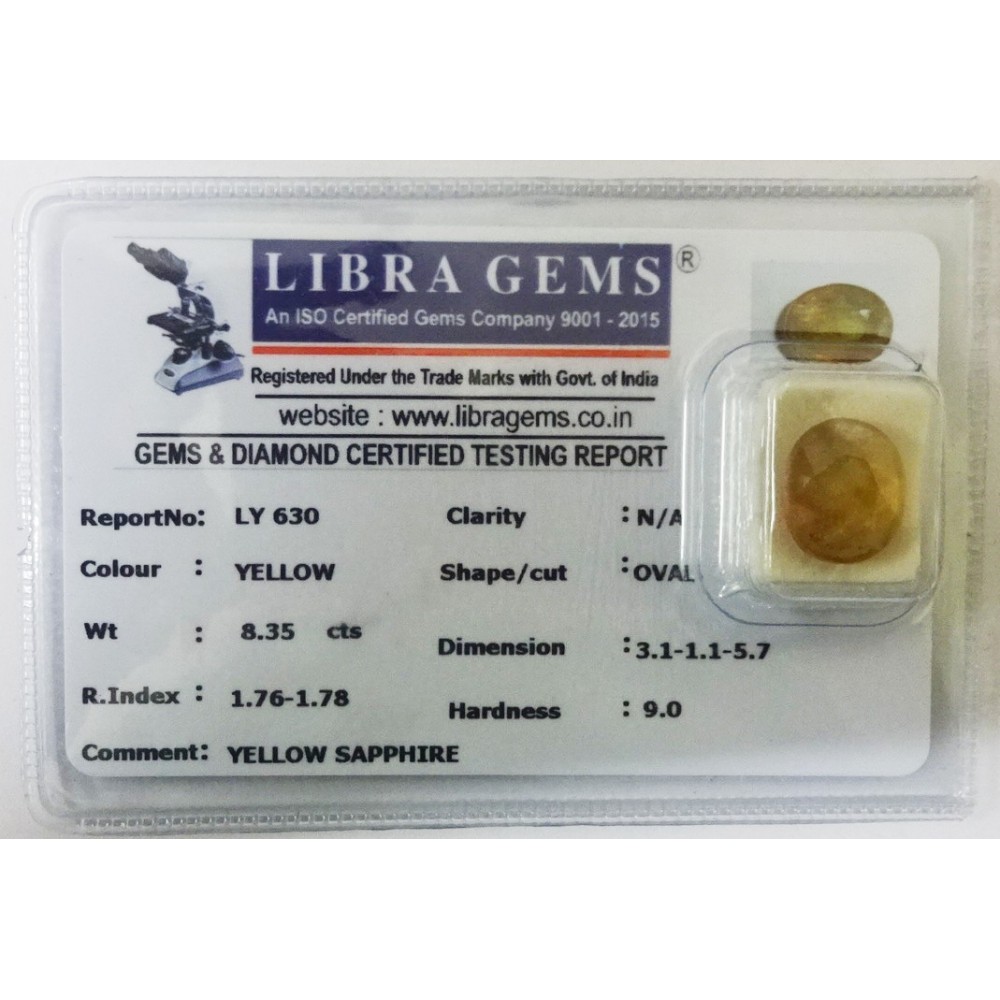 LIBRA GEMS ®
An ISO Certified Gems Company 9001 - 2015
Registered Under the Trade Marks with Govt. of India
website : www.libragems.co.in
GEMS & DIAMOND CERTIFIED TESTING REPORT
ReportNo: LY 630
Clarity : N/A
Colour : YELLOW
Shape/cut : OVAL
Wt : 8.35 cts
Dimension : 3.1-1.1-5.7
R.Index : 1.76-1.78
Hardness : 9.0
Comment: YELLOW SAPPHIRE